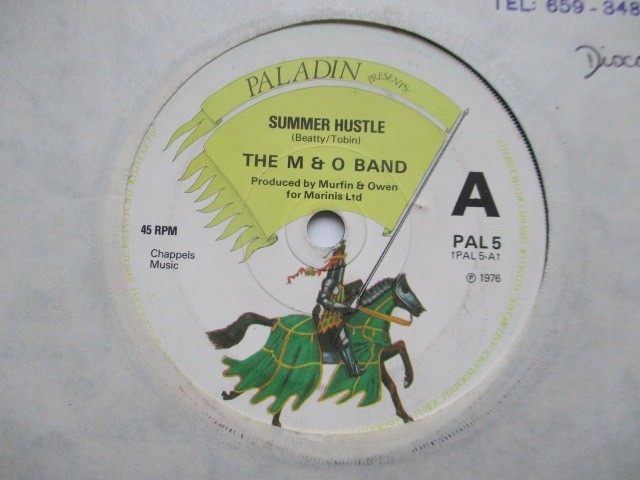 TEL: 659-348
Disco
PALADIN PRESENTS
SUMMER HUSTLE
(Beatty/Tobin)
THE M & O BAND
Produced by Murfin & Owen
for Marinis Ltd
A
45 RPM
PAL 5
†PAL 5-A†
Chappels
Music
℗ 1976